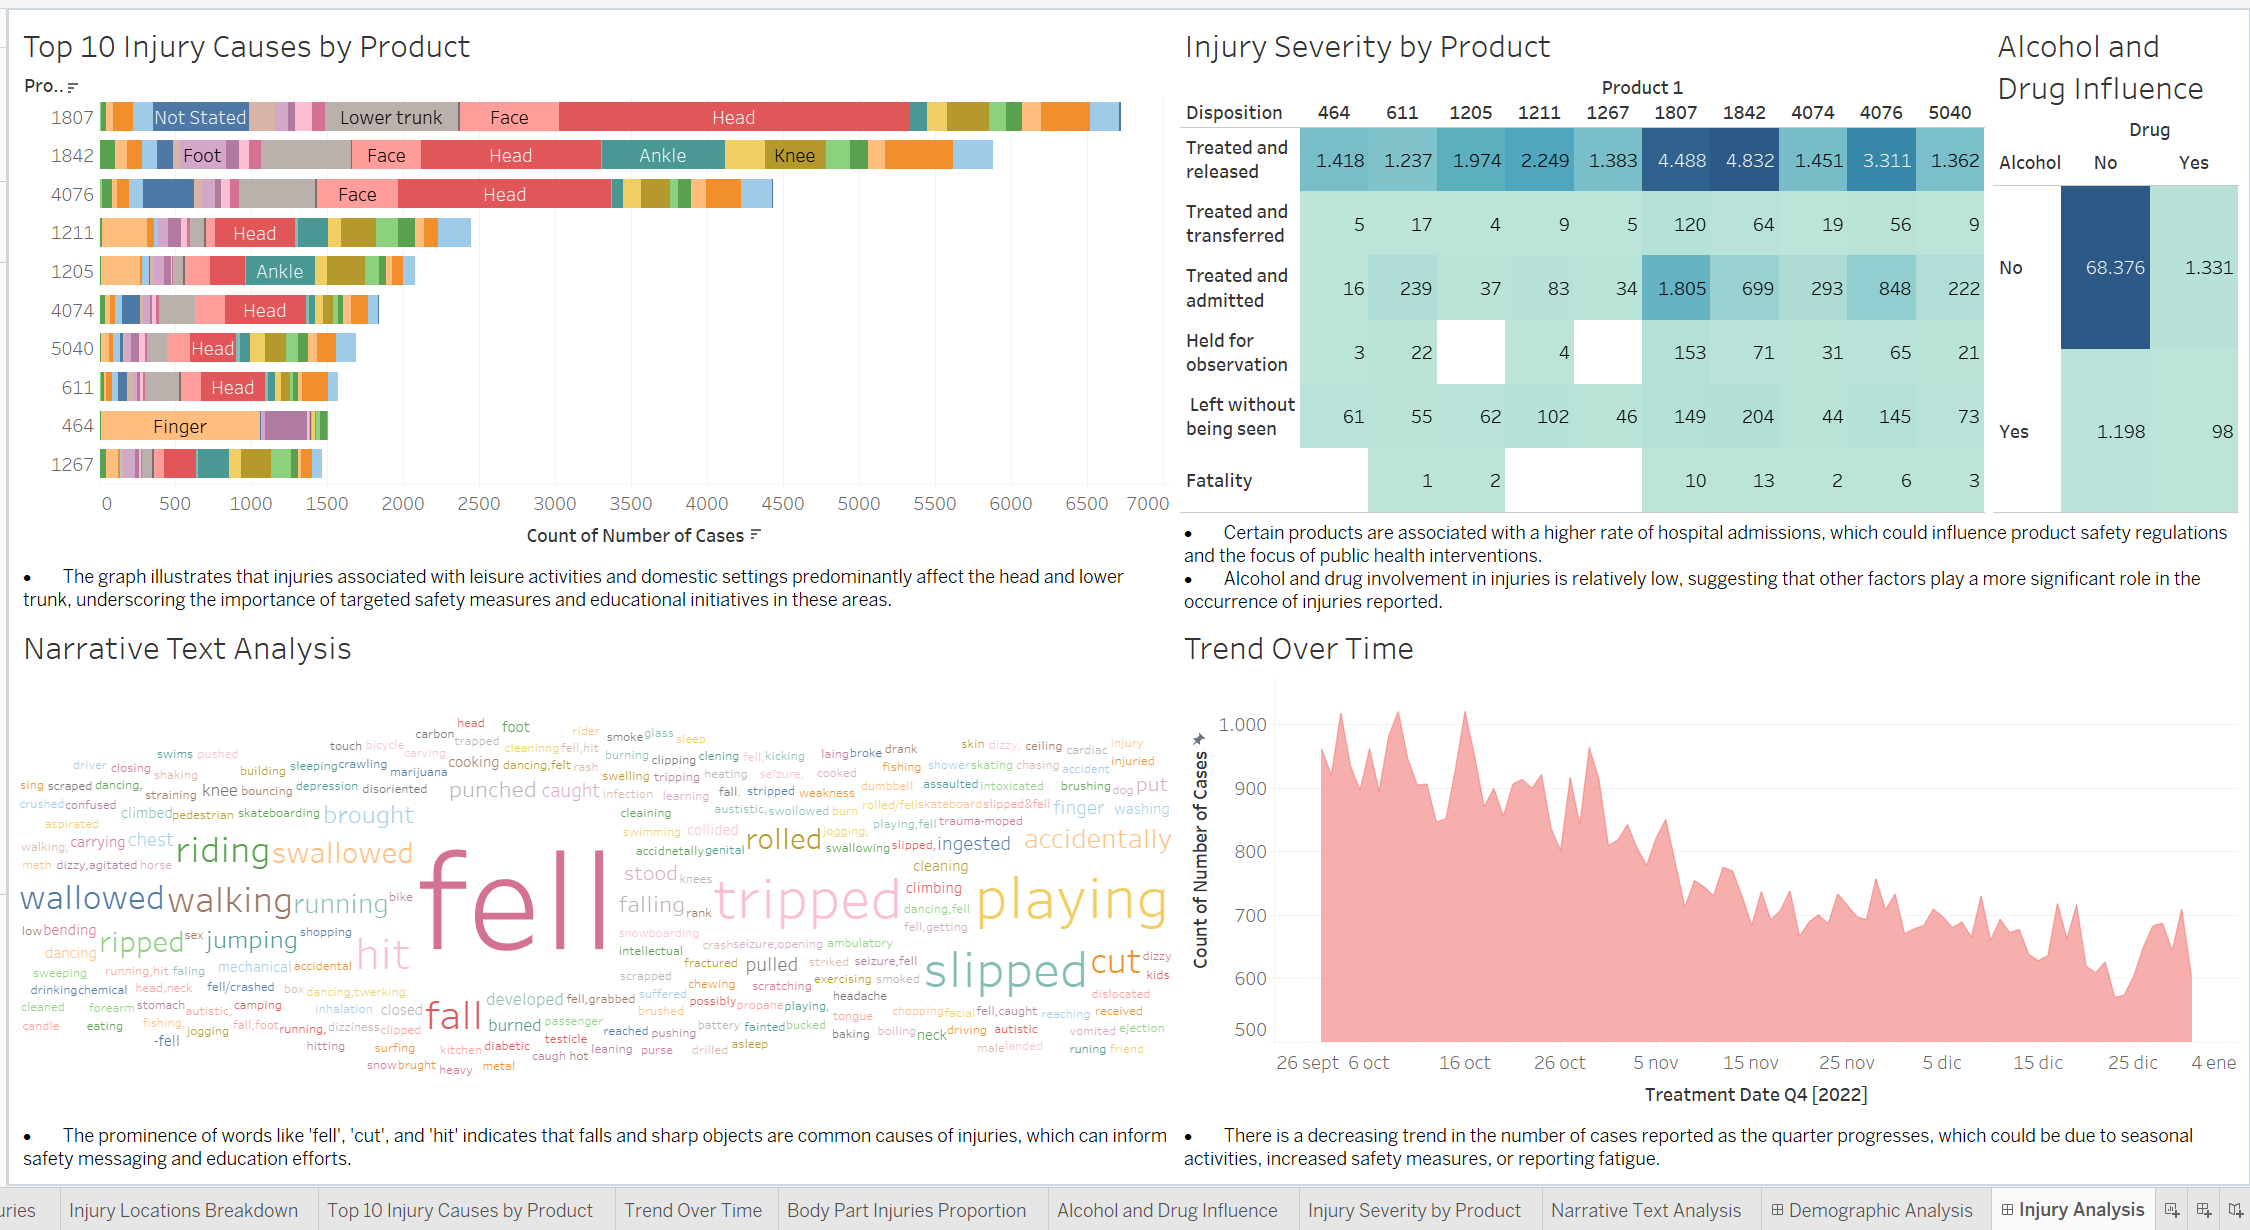 Top 10 Injury Causes by Product
Pro..
1807
Not Stated
Lower trunk
Face
Head
1842
Foot
Face
Head
Ankle
Knee
4076
Face
Head
1211
Head
1205
Ankle
4074
Head
5040
Head
611
Head
464
Finger
1267
0 500 1000 1500 2000 2500 3000 3500 4000 4500 5000 5500 6000 6500 7000
Count of Number of Cases
• The graph illustrates that injuries associated with leisure activities and domestic settings predominantly affect the head and lower
trunk, underscoring the importance of targeted safety measures and educational initiatives in these areas.
Injury Severity by Product
Product 1
Disposition 464 611 1205 1211 1267 1807 1842 4074 4076 5040
Treated and
released
1.418 1.237 1.974 2.249 1.383 4.488 4.832 1.451 3.311 1.362
Treated and
transferred
5 17 4 9 5 120 64 19 56 9
Treated and
admitted
16 239 37 83 34 1.805 699 293 848 222
Held for
observation
3 22 4 153 71 31 65 21
Left without
being seen
61 55 62 102 46 149 204 44 145 73
Fatality 1 2 10 13 2 6 3
Alcohol and
Drug Influence
Drug
Alcohol No Yes
No 68.376 1.331
Yes 1.198 98
• Certain products are associated with a higher rate of hospital admissions, which could influence product safety regulations
and the focus of public health interventions.
• Alcohol and drug involvement in injuries is relatively low, suggesting that other factors play a more significant role in the
occurrence of injuries reported.
Narrative Text Analysis
head foot rider
carbon trapped cleaninng fell,hit smoke glass sleep
touch bicycle carving burning clening fell, kicking laing broke drank skin dizzy, ceiling cardiac injury
swims pushed
driver closing shaking building sleeping crawling marijuana cooking dancing,felt rash clipping swelling tripping heating seizure, cooked fishing shower skating chasing accident injured
sing scraped dancing, straining knee bouncing depression disoriented punched caught infection learning fall. stripped weakness dumbbell assaulted intoxicated brushing dog put
crushed confused climbed pedestrian skateboarding brought cleaining austistic, swollowed burn rolled/fell skateboard slipped&fell finger washing
aspirated swimming collided rolled jogging, playing,fell trauma-moped
walking, carrying chest riding swallowed accidnetally genital swallowing slipped, ingested accidentally
meth dizzy,agitated horse stood knees cleaning
wallowed walking running bike fell falling rank tripped climbing dancing,fell playing
fell,getting
low bending ripped sex jumping shopping hit snowboarding
dancing intellectual crash seizure,opening ambulatory
sweeping running,hit faling mechanical accidental fractured pulled striked seizure,fell slipped cut dizzy
drinking chemical head,neck fell/crashed box dancing,twerking scrapped chewing scratching exercising smoked kids
cleaned forearm stomach autistic, camping inhalation closed fall developed fell,grabbed suffered possibly propane playing, headache dislocated
candle eating fishing, jogging fall,foot running, dizziness clipped burned passenger brushed battery fainted bucked tongue chopping facial fell,caught reaching received
-fell hitting surfing kitchen diabetic testicle reached pushing baking boiling neck driving autistic vomited ejection
caugh hot leaning purse drilled asleep male landed runing friend
snow brught heavy metal
• The prominence of words like 'fell', 'cut', and 'hit' indicates that falls and sharp objects are common causes of injuries, which can inform
safety messaging and education efforts.
Trend Over Time
Count of Number of Cases
1.000
900
800
700
600
500
26 sept 6 oct 16 oct 26 oct 5 nov 15 nov 25 nov 5 dic 15 dic 25 dic 4 ene
Treatment Date Q4 [2022]
• There is a decreasing trend in the number of cases reported as the quarter progresses, which could be due to seasonal
activities, increased safety measures, or reporting fatigue.
uries Injury Locations Breakdown Top 10 Injury Causes by Product Trend Over Time Body Part Injuries Proportion Alcohol and Drug Influence Injury Severity by Product Narrative Text Analysis Demographic Analysis Injury Analysis